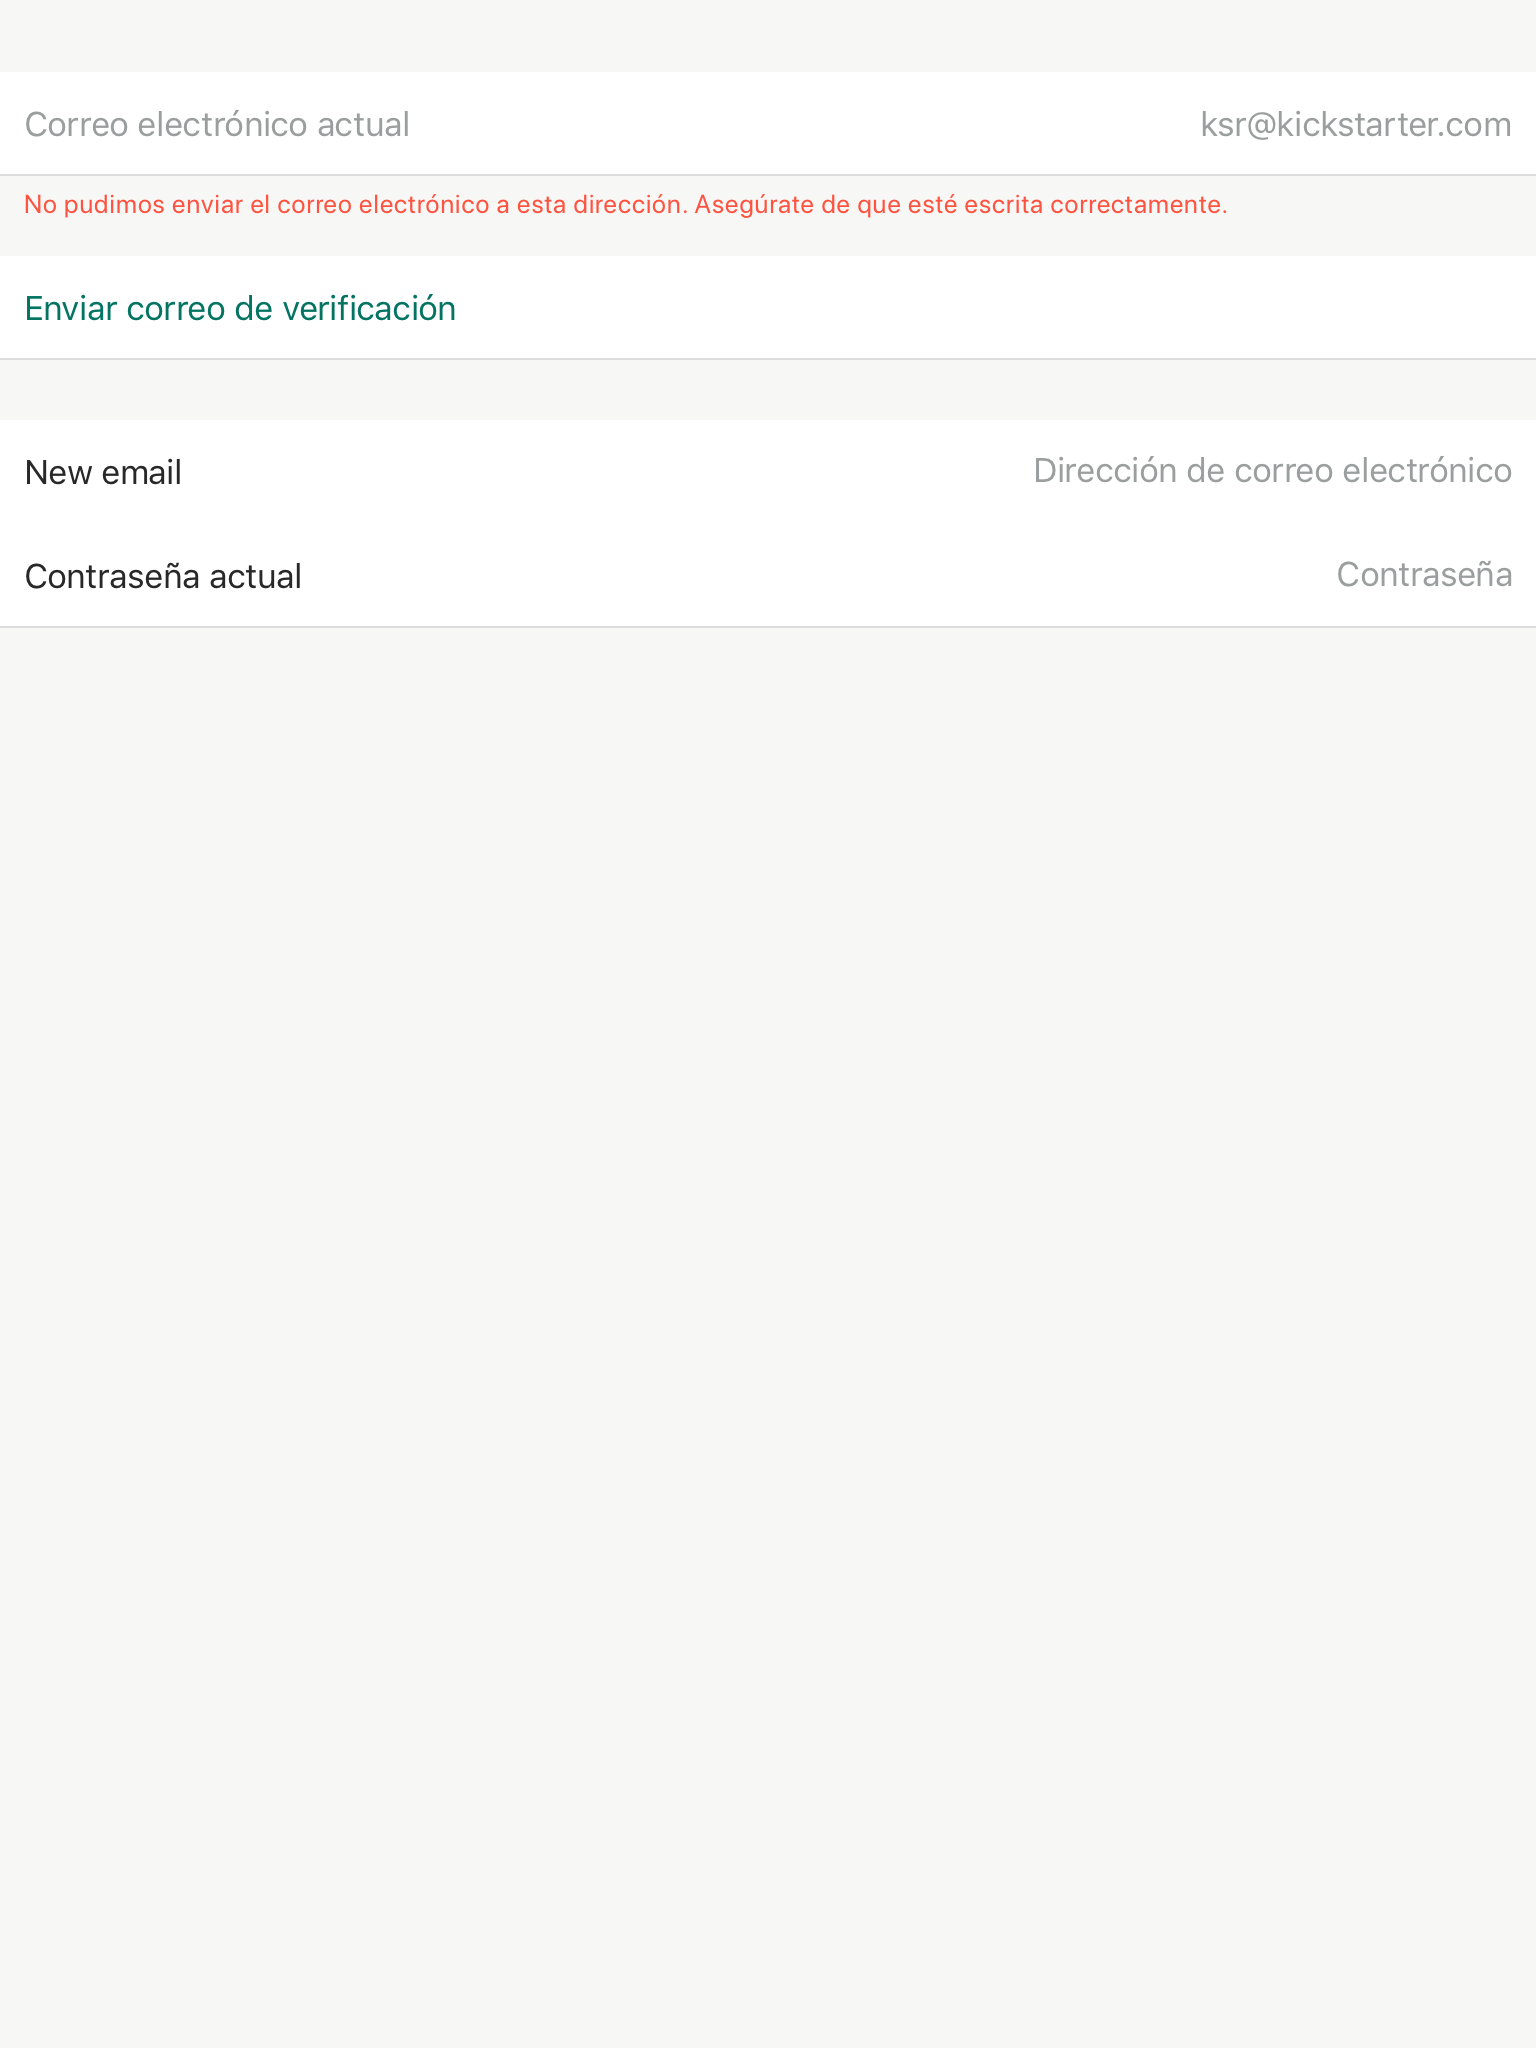 Correo electrónico actual ksr@kickstarter.com
No pudimos enviar el correo electrónico a esta dirección. Asegúrate de que esté escrita correctamente.
Enviar correo de verificación
New email Dirección de correo electrónico
Contraseña actual Contraseña